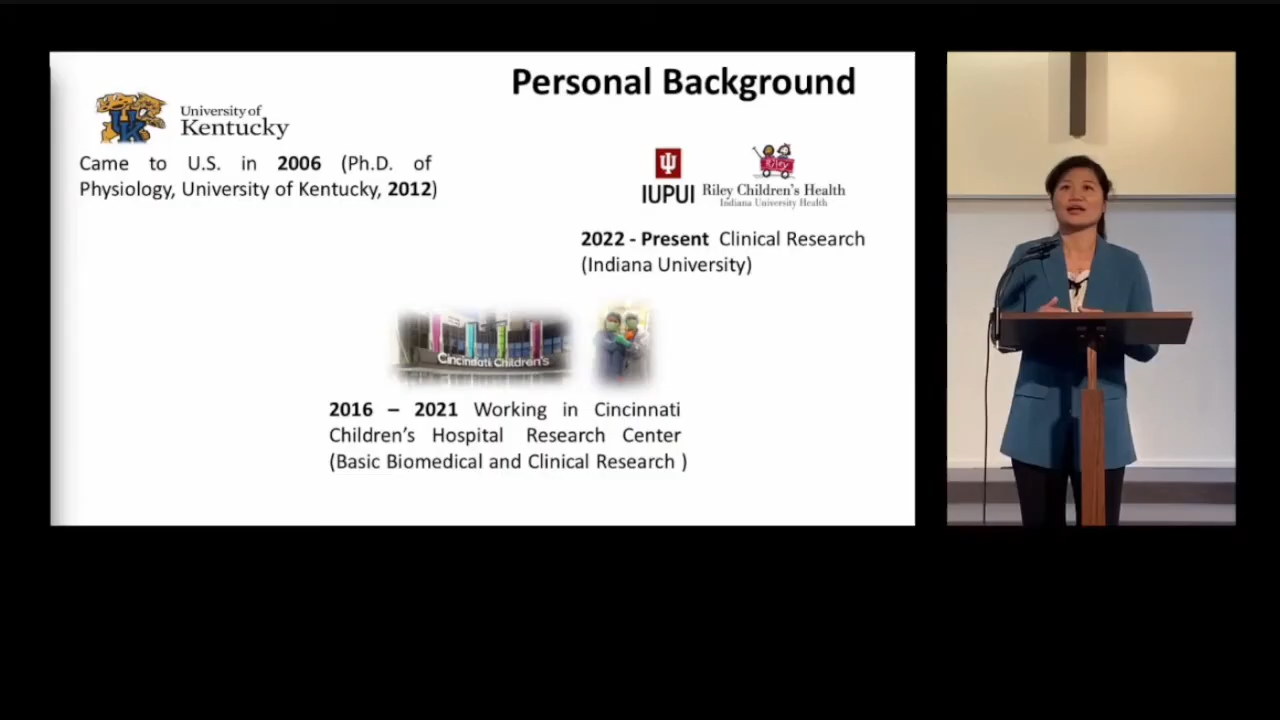 Personal Background
UK
University of
Kentucky
Came to U.S. in 2006 (Ph.D. of
Physiology, University of Kentucky, 2012)
Riley
IUPUI
Riley Children's Health
Indiana University Health
2022 - Present Clinical Research
(Indiana University)
Cincinnati Children's
2016 – 2021 Working in Cincinnati
Children's Hospital Research Center
(Basic Biomedical and Clinical Research )